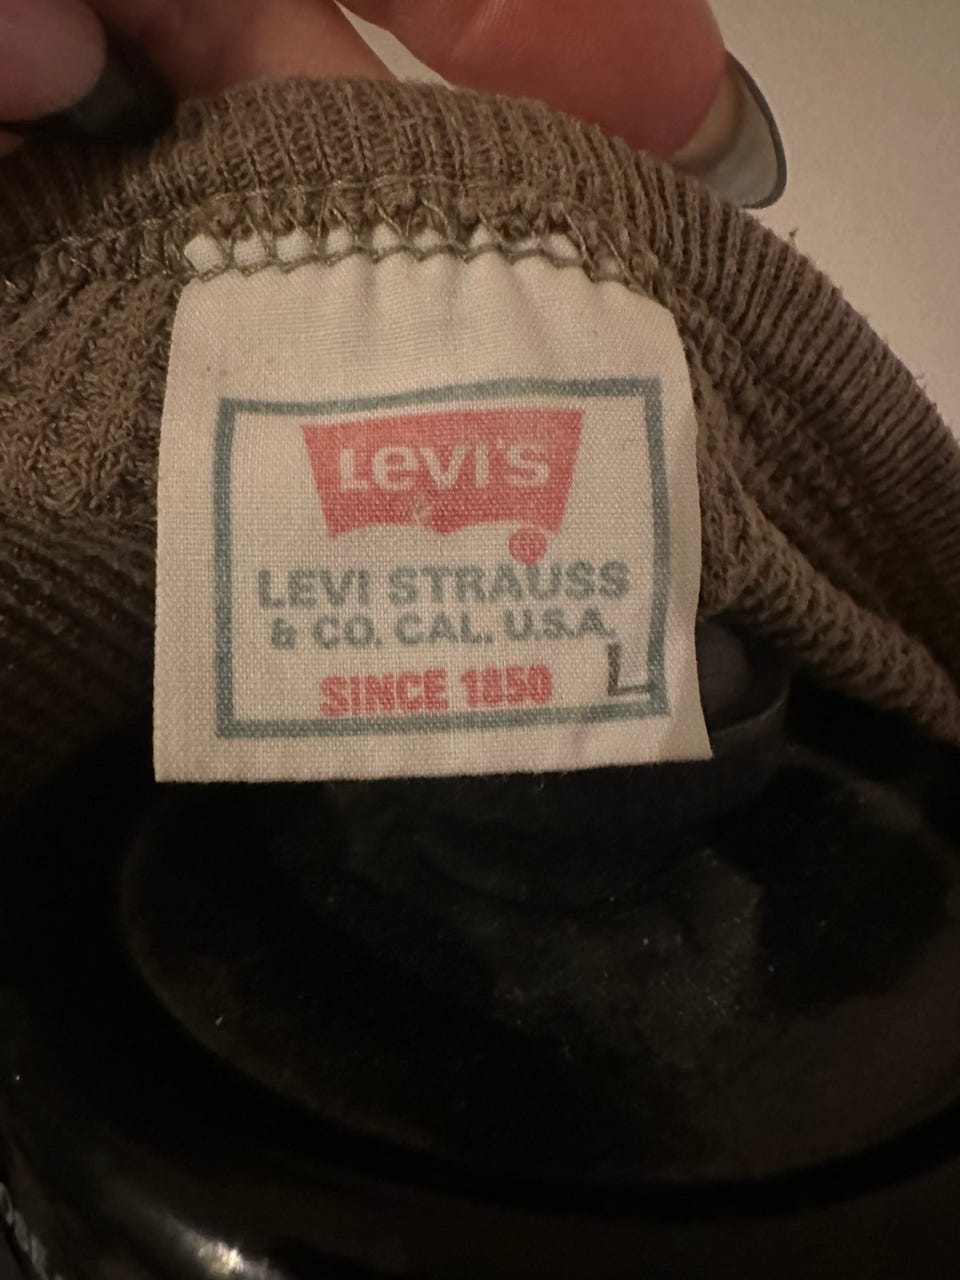 Levi's
LEVI STRAUSS
& CO. CAL. U.S.A.
L
SINCE 1850